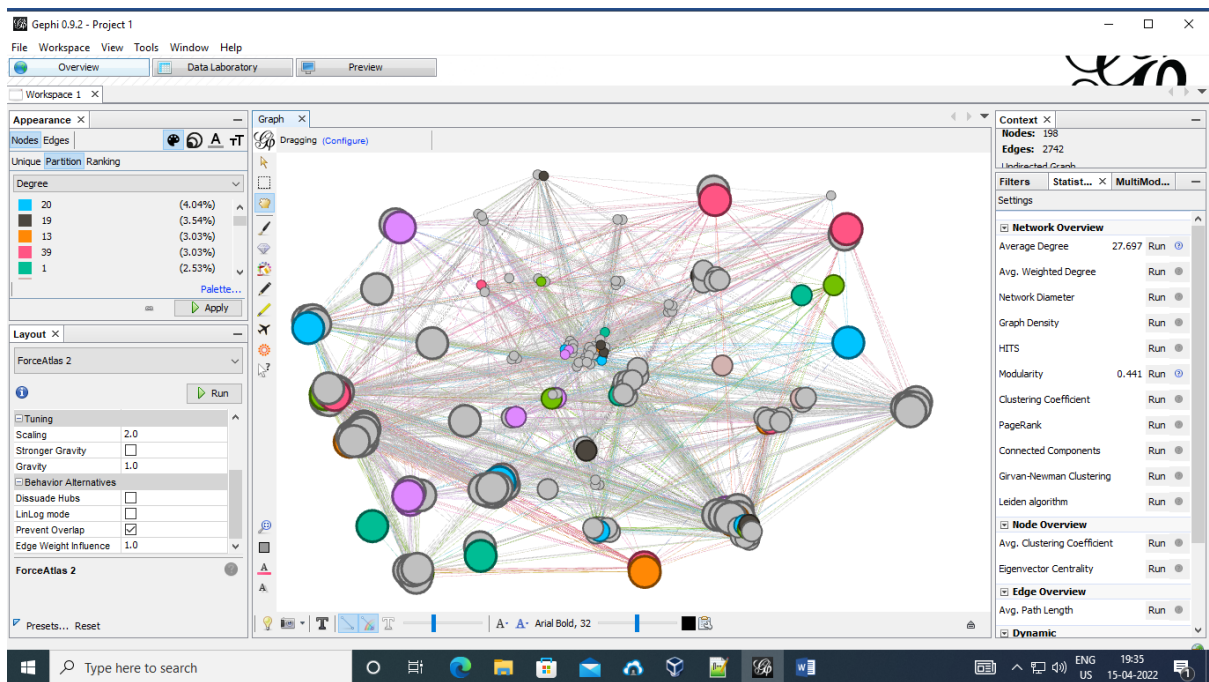 Gephi 0.9.2 - Project 1
File Workspace View Tools Window Help
Overview Data Laboratory Preview
Workspace 1
Appearance
Nodes Edges
Unique Partition Ranking
Degree
20 (4.04%)
19 (3.54%)
13 (3.03%)
39 (3.03%)
1 (2.53%)
Palette...
Apply
Layout
ForceAtlas 2
Run
Tuning
Scaling 2.0
Stronger Gravity
Gravity 1.0
Behavior Alternatives
Dissuade Hubs
LinLog mode
Prevent Overlap
Edge Weight Influence 1.0
ForceAtlas 2
Presets... Reset
Graph
Dragging (Configure)
A- A- Arial Bold, 32
Context
Nodes: 198
Edges: 2742
Undirected Graph
Filters Statist... MultiMod...
Settings
Network Overview
Average Degree 27.697 Run
Avg. Weighted Degree Run
Network Diameter Run
Graph Density Run
HITS Run
Modularity 0.441 Run
Clustering Coefficient Run
PageRank Run
Connected Components Run
Girvan-Newman Clustering Run
Leiden algorithm Run
Node Overview
Avg. Clustering Coefficient Run
Eigenvector Centrality Run
Edge Overview
Avg. Path Length Run
Dynamic
Type here to search
ENG 19:35
US 15-04-2022
1